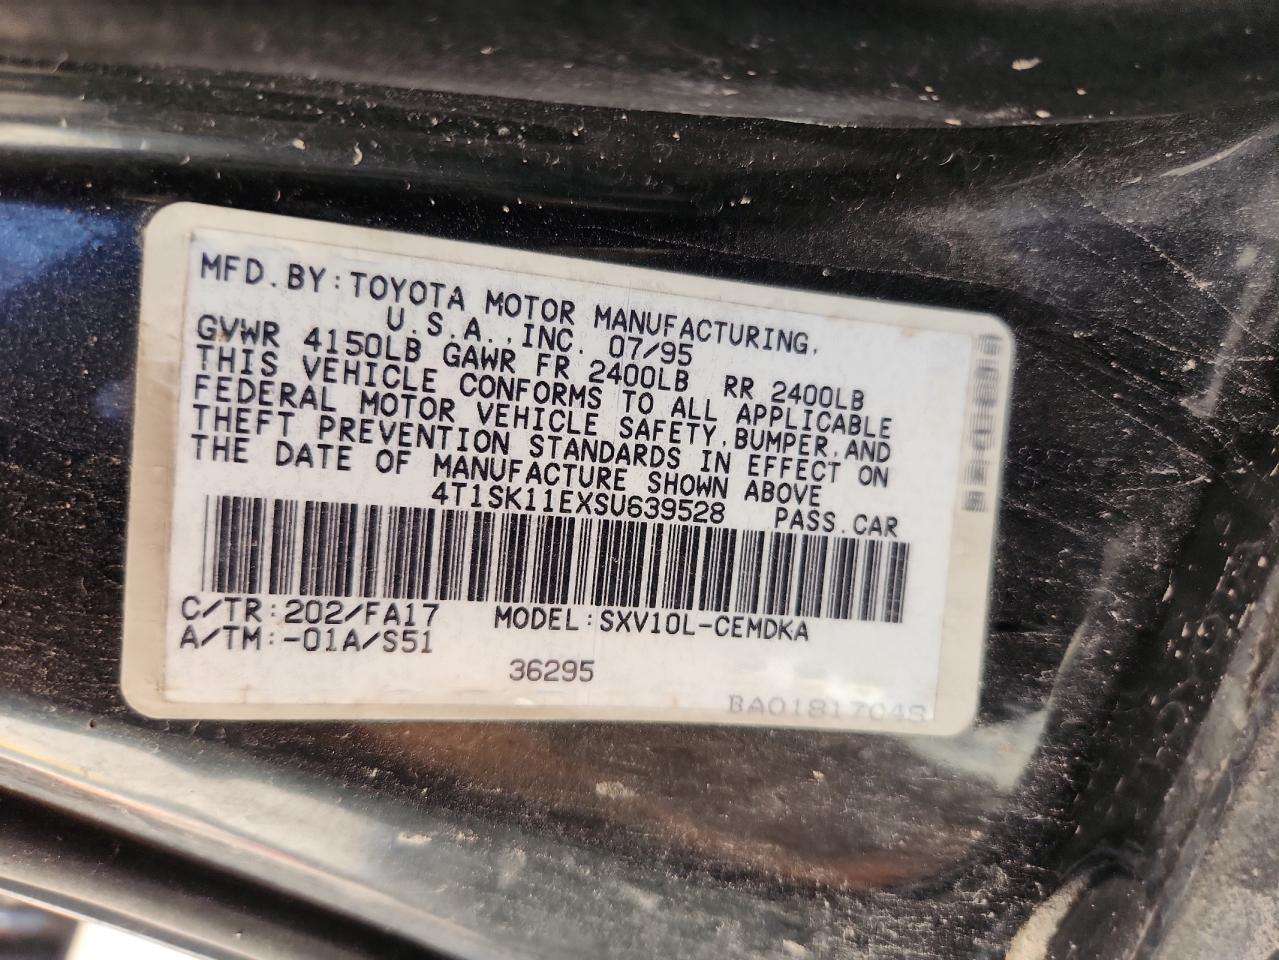 MFD. BY: TOYOTA MOTOR MANUFACTURING,
U.S.A., INC. 07/95
GVWR 4150LB GAWR FR 2400LB RR 2400LB
THIS VEHICLE CONFORMS TO ALL APPLICABLE
FEDERAL MOTOR VEHICLE SAFETY, BUMPER, AND
THEFT PREVENTION STANDARDS IN EFFECT ON
THE DATE OF MANUFACTURE SHOWN ABOVE
4T1SK11EXSU639528 PASS.CAR
C/TR:202/FA17 MODEL:SXV10L-CEMDKA
A/TM:-01A/S51
36295
BA0181704S